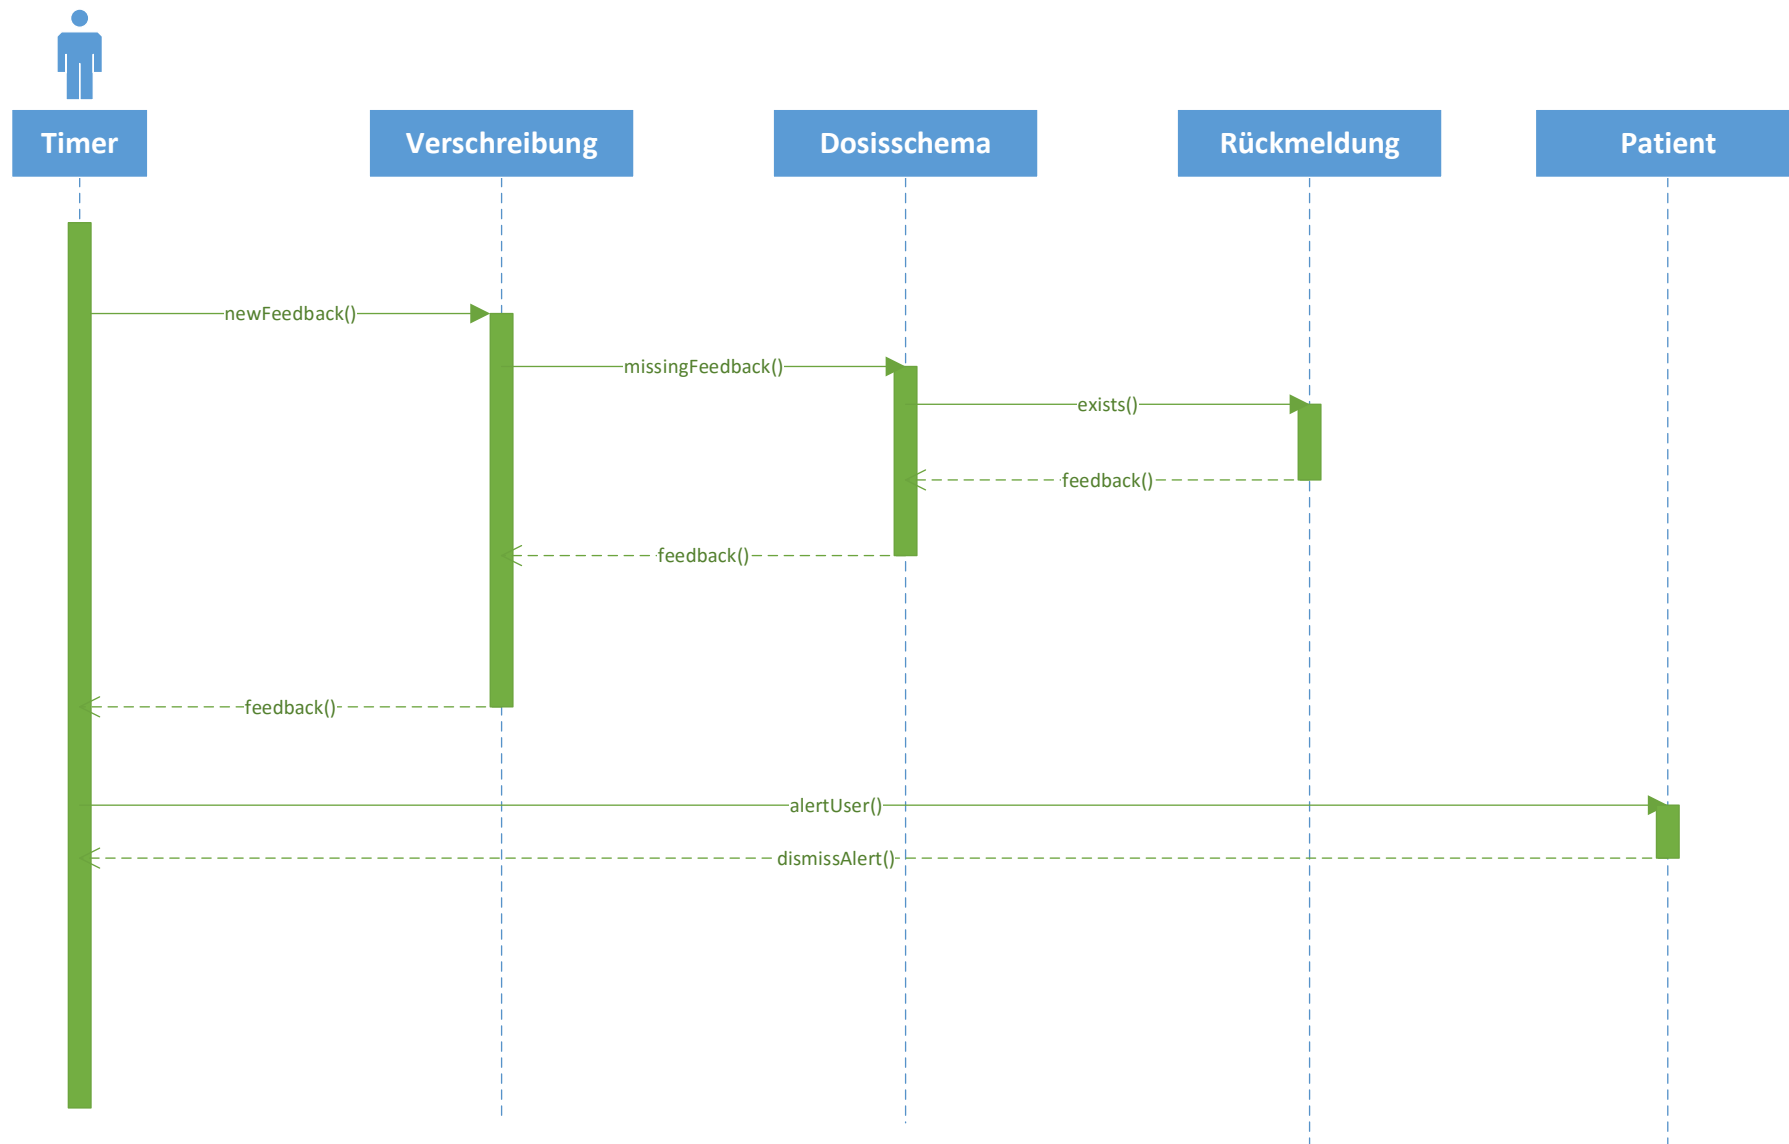 Timer
Verschreibung
Dosisschema
Rückmeldung
Patient
newFeedback()
missingFeedback()
exists()
feedback()
feedback()
feedback()
alertUser()
dismissAlert()